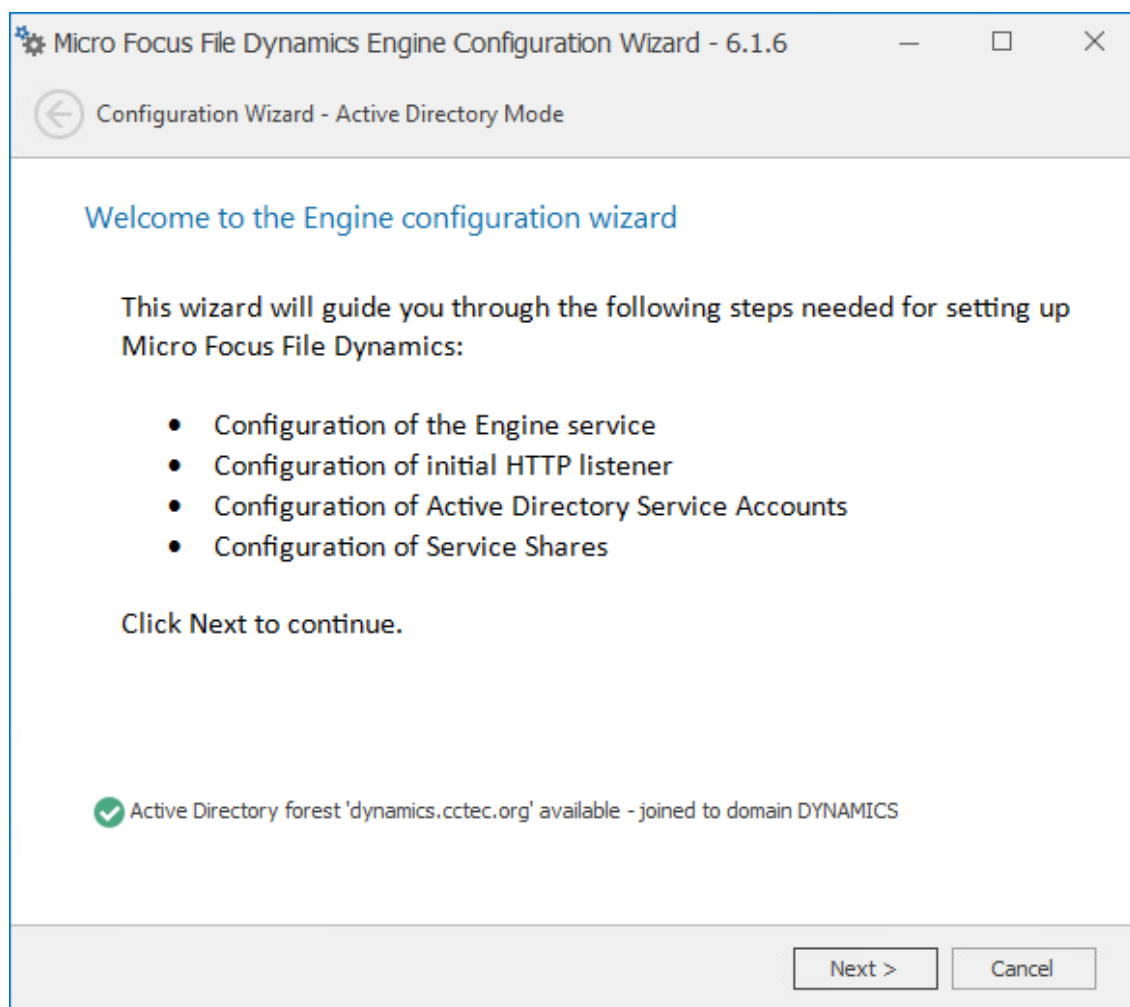 Micro Focus File Dynamics Engine Configuration Wizard - 6.1.6
Configuration Wizard - Active Directory Mode
Welcome to the Engine configuration wizard
This wizard will guide you through the following steps needed for setting up
Micro Focus File Dynamics:
• Configuration of the Engine service
• Configuration of initial HTTP listener
• Configuration of Active Directory Service Accounts
• Configuration of Service Shares
Click Next to continue.
Active Directory forest 'dynamics.cctec.org' available - joined to domain DYNAMICS
Next >
Cancel